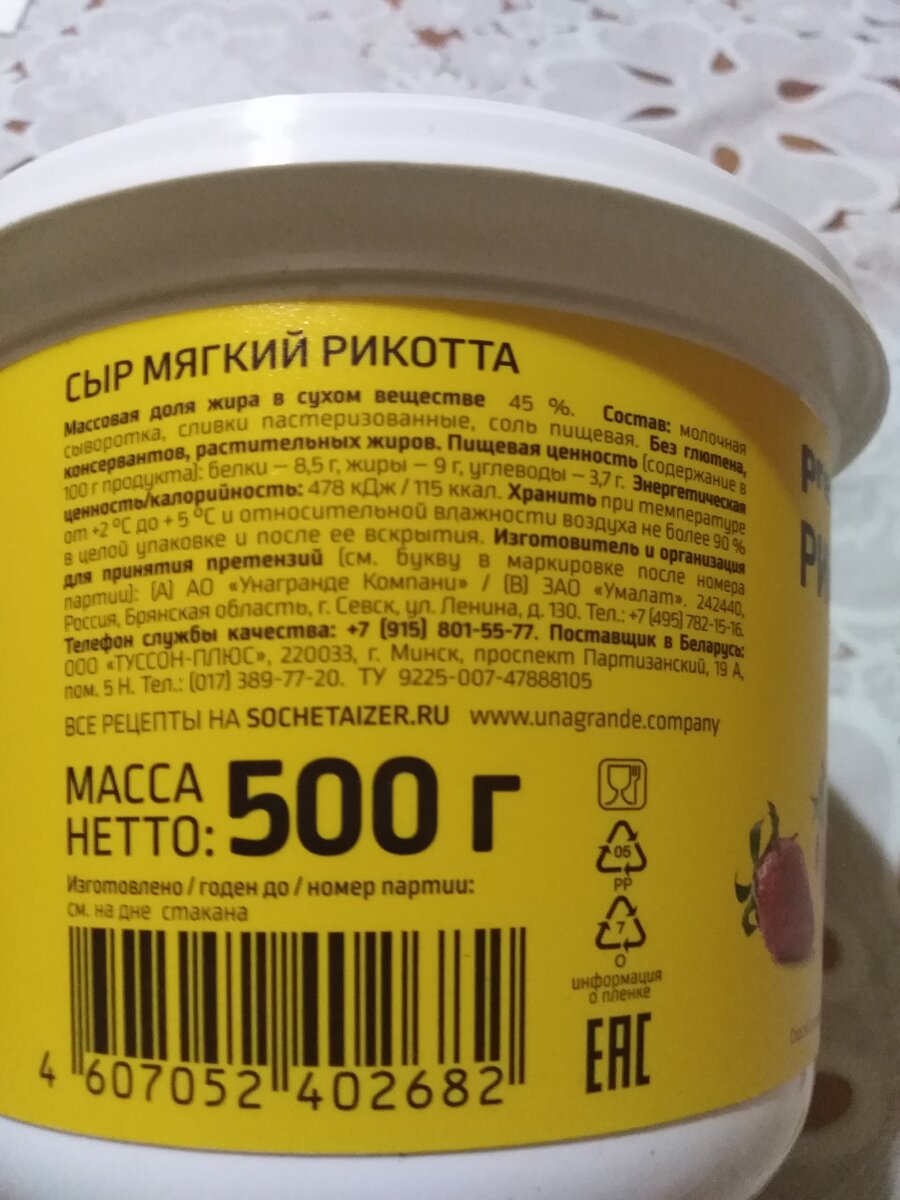 СЫР МЯГКИЙ РИКОТТА
Массовая доля жира в сухом веществе 45 %. Состав: молочная
сыворотка, сливки пастеризованные, соль пищевая. Без глютена,
консервантов, растительных жиров. Пищевая ценность (содержание в
100 г продукта): белки – 8,5 г, жиры – 9 г, углеводы – 3,7 г. Энергетическая
ценность/калорийность: 478 кДж / 115 ккал. Хранить при температуре
от +2 °C до + 5 °C и относительной влажности воздуха не более 90 %
в целой упаковке и после ее вскрытия. Изготовитель и организация
для принятия претензий (см. букву в маркировке после номера
партии): (А) АО «Унагранде Компани» / (В) ЗАО «Умалат». 242440,
Россия, Брянская область, г. Севск, ул. Ленина, д. 130. Тел.: +7 (495) 782-15-16.
Телефон службы качества: +7 (915) 801-55-77. Поставщик в Беларусь:
ООО «ТУССОН-ПЛЮС», 220033, г. Минск, проспект Партизанский, 19 А,
пом. 5 Н. Тел.: (017) 389-77-20. ТУ 9225-007-47888105
ВСЕ РЕЦЕПТЫ НА SOCHETAIZER.RU www.unagrande.company
МАССА
НЕТТО: 500 г
Изготовлено / годен до / номер партии:
см. на дне стакана
05
PP
7
O
информация
о пленке
EAC
4 607052 402682